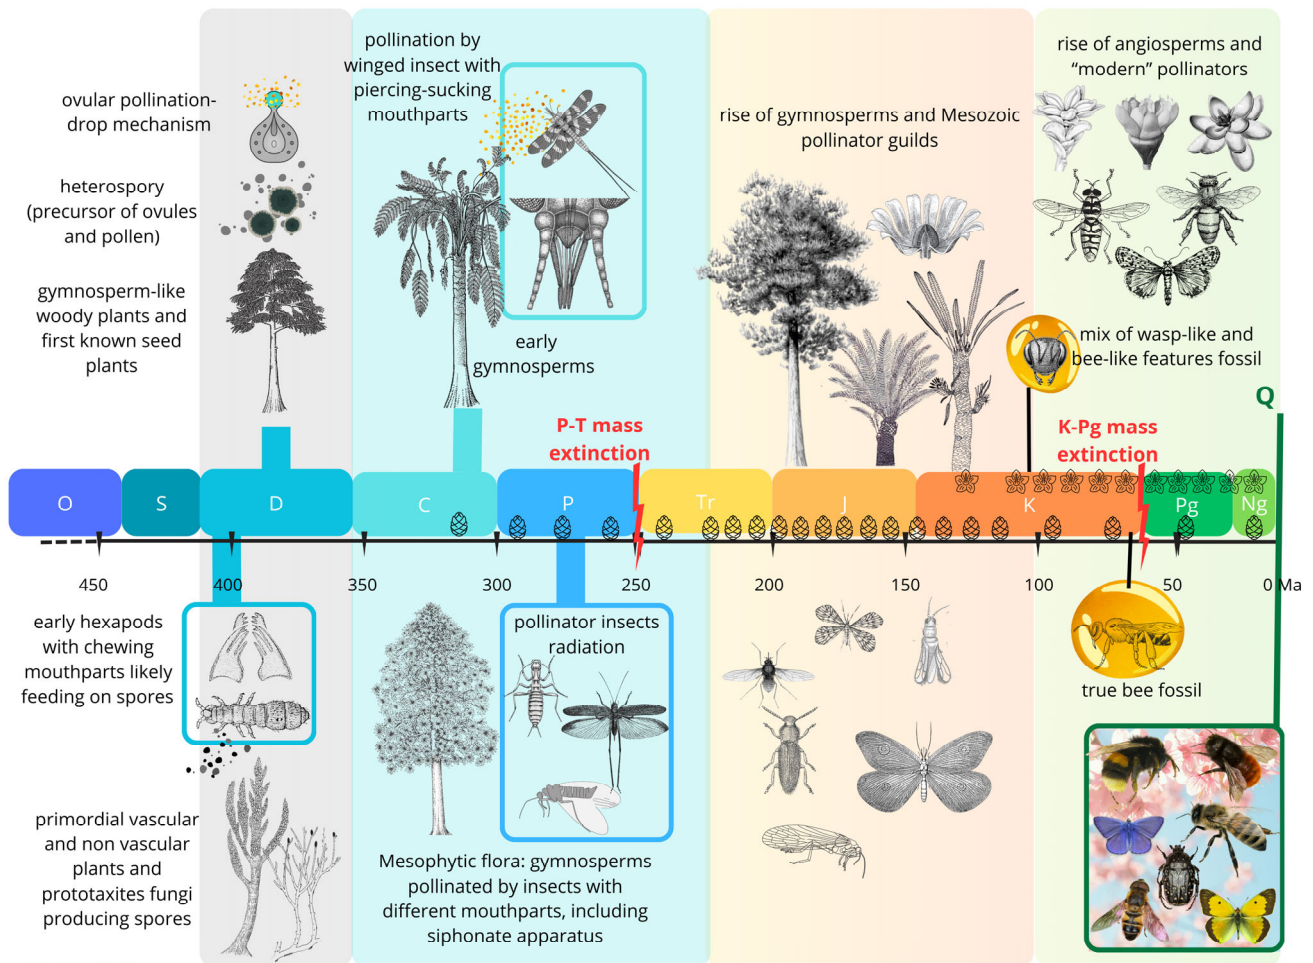 ovular pollination-
drop mechanism
heterospory
(precursor of ovules
and pollen)
gymnosperm-like
woody plants and
first known seed
plants
pollination by
winged insect with
piercing-sucking
mouthparts
early
gymnosperms
rise of gymnosperms and Mesozoic
pollinator guilds
rise of angiosperms and
“modern” pollinators
mix of wasp-like and
bee-like features fossil
Q
P-T mass
extinction
K-Pg mass
extinction
O S D C P Tr J K Pg Ng
450 400 350 300 250 200 150 100 50 0 Ma
early hexapods
with chewing
mouthparts likely
feeding on spores
primordial vascular
and non vascular
plants and
prototaxites fungi
producing spores
pollinator insects
radiation
Mesophytic flora: gymnosperms
pollinated by insects with
different mouthparts, including
siphonate apparatus
true bee fossil